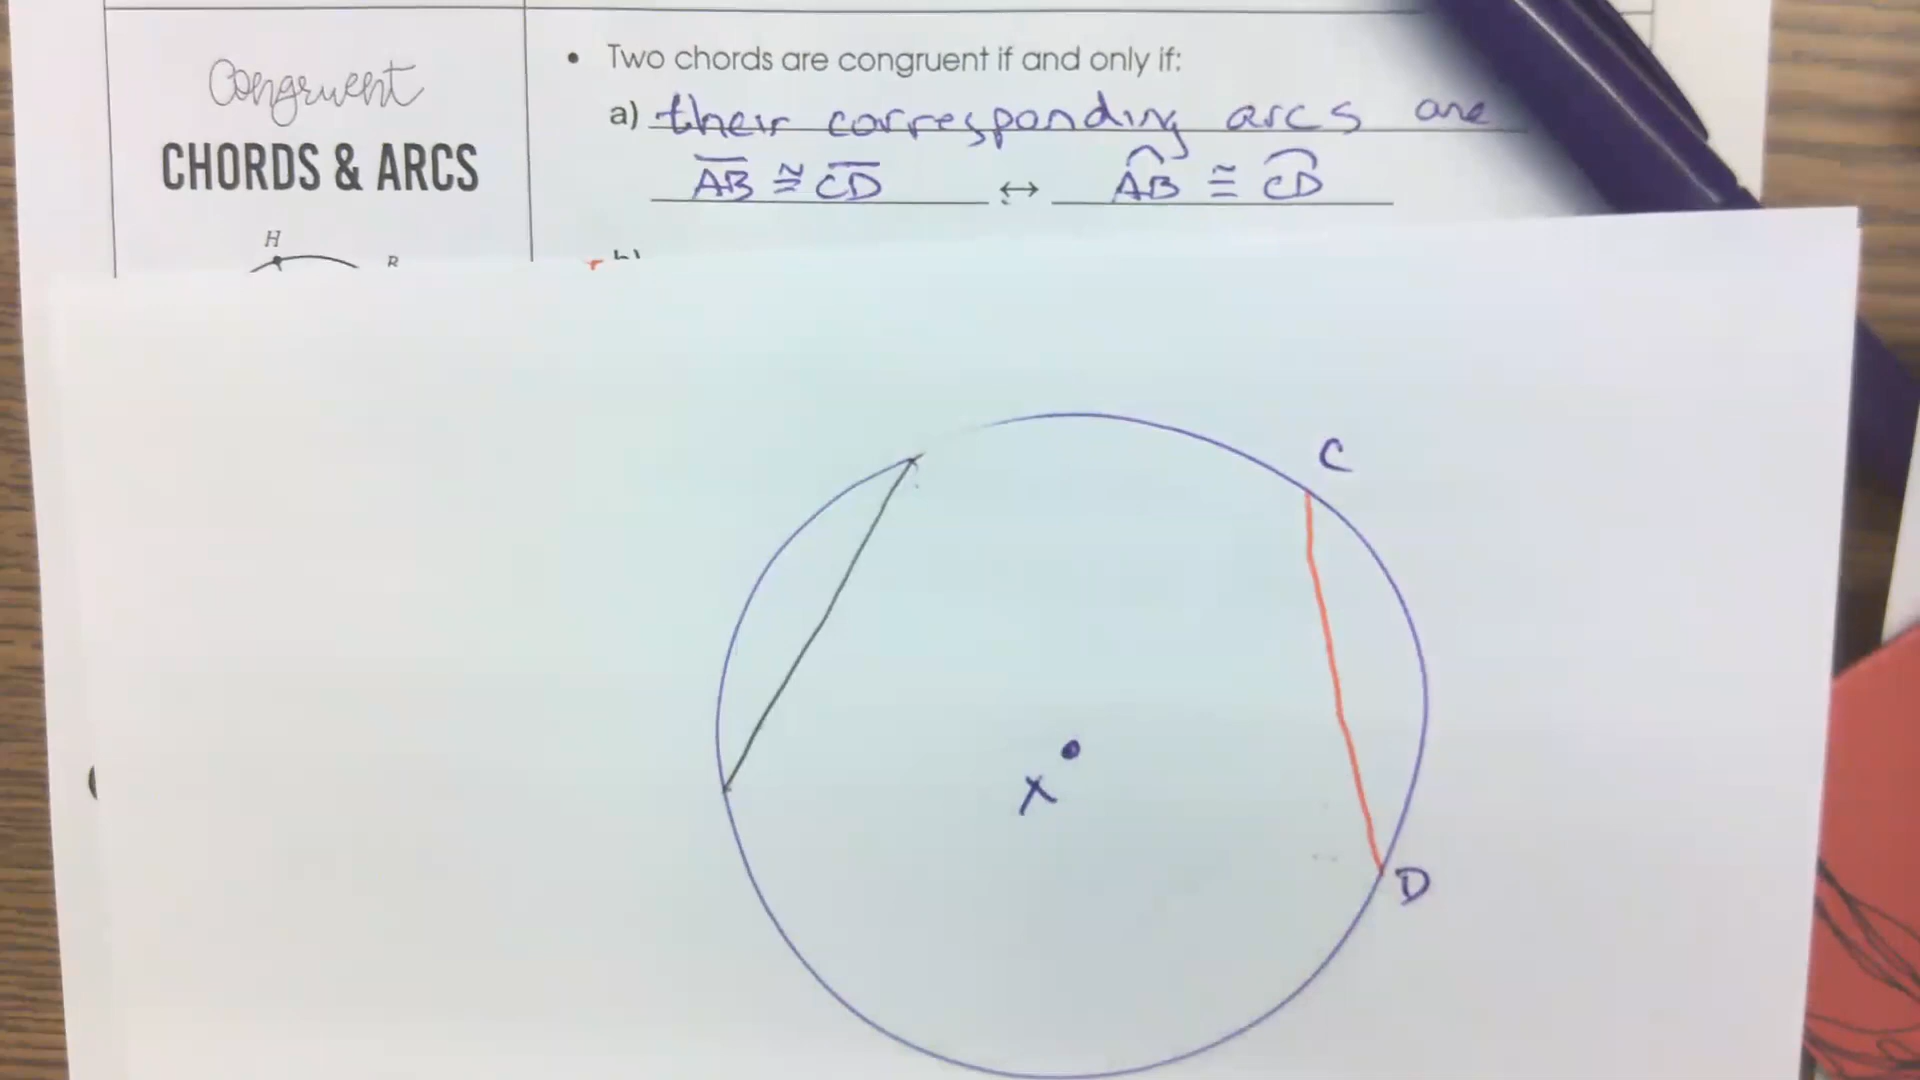 Congruent
CHORDS & ARCS
H
R
• Two chords are congruent if and only if:
a) their corresponding arcs are
AB ≅ CD ↔ AB ≅ CD
C
X
D